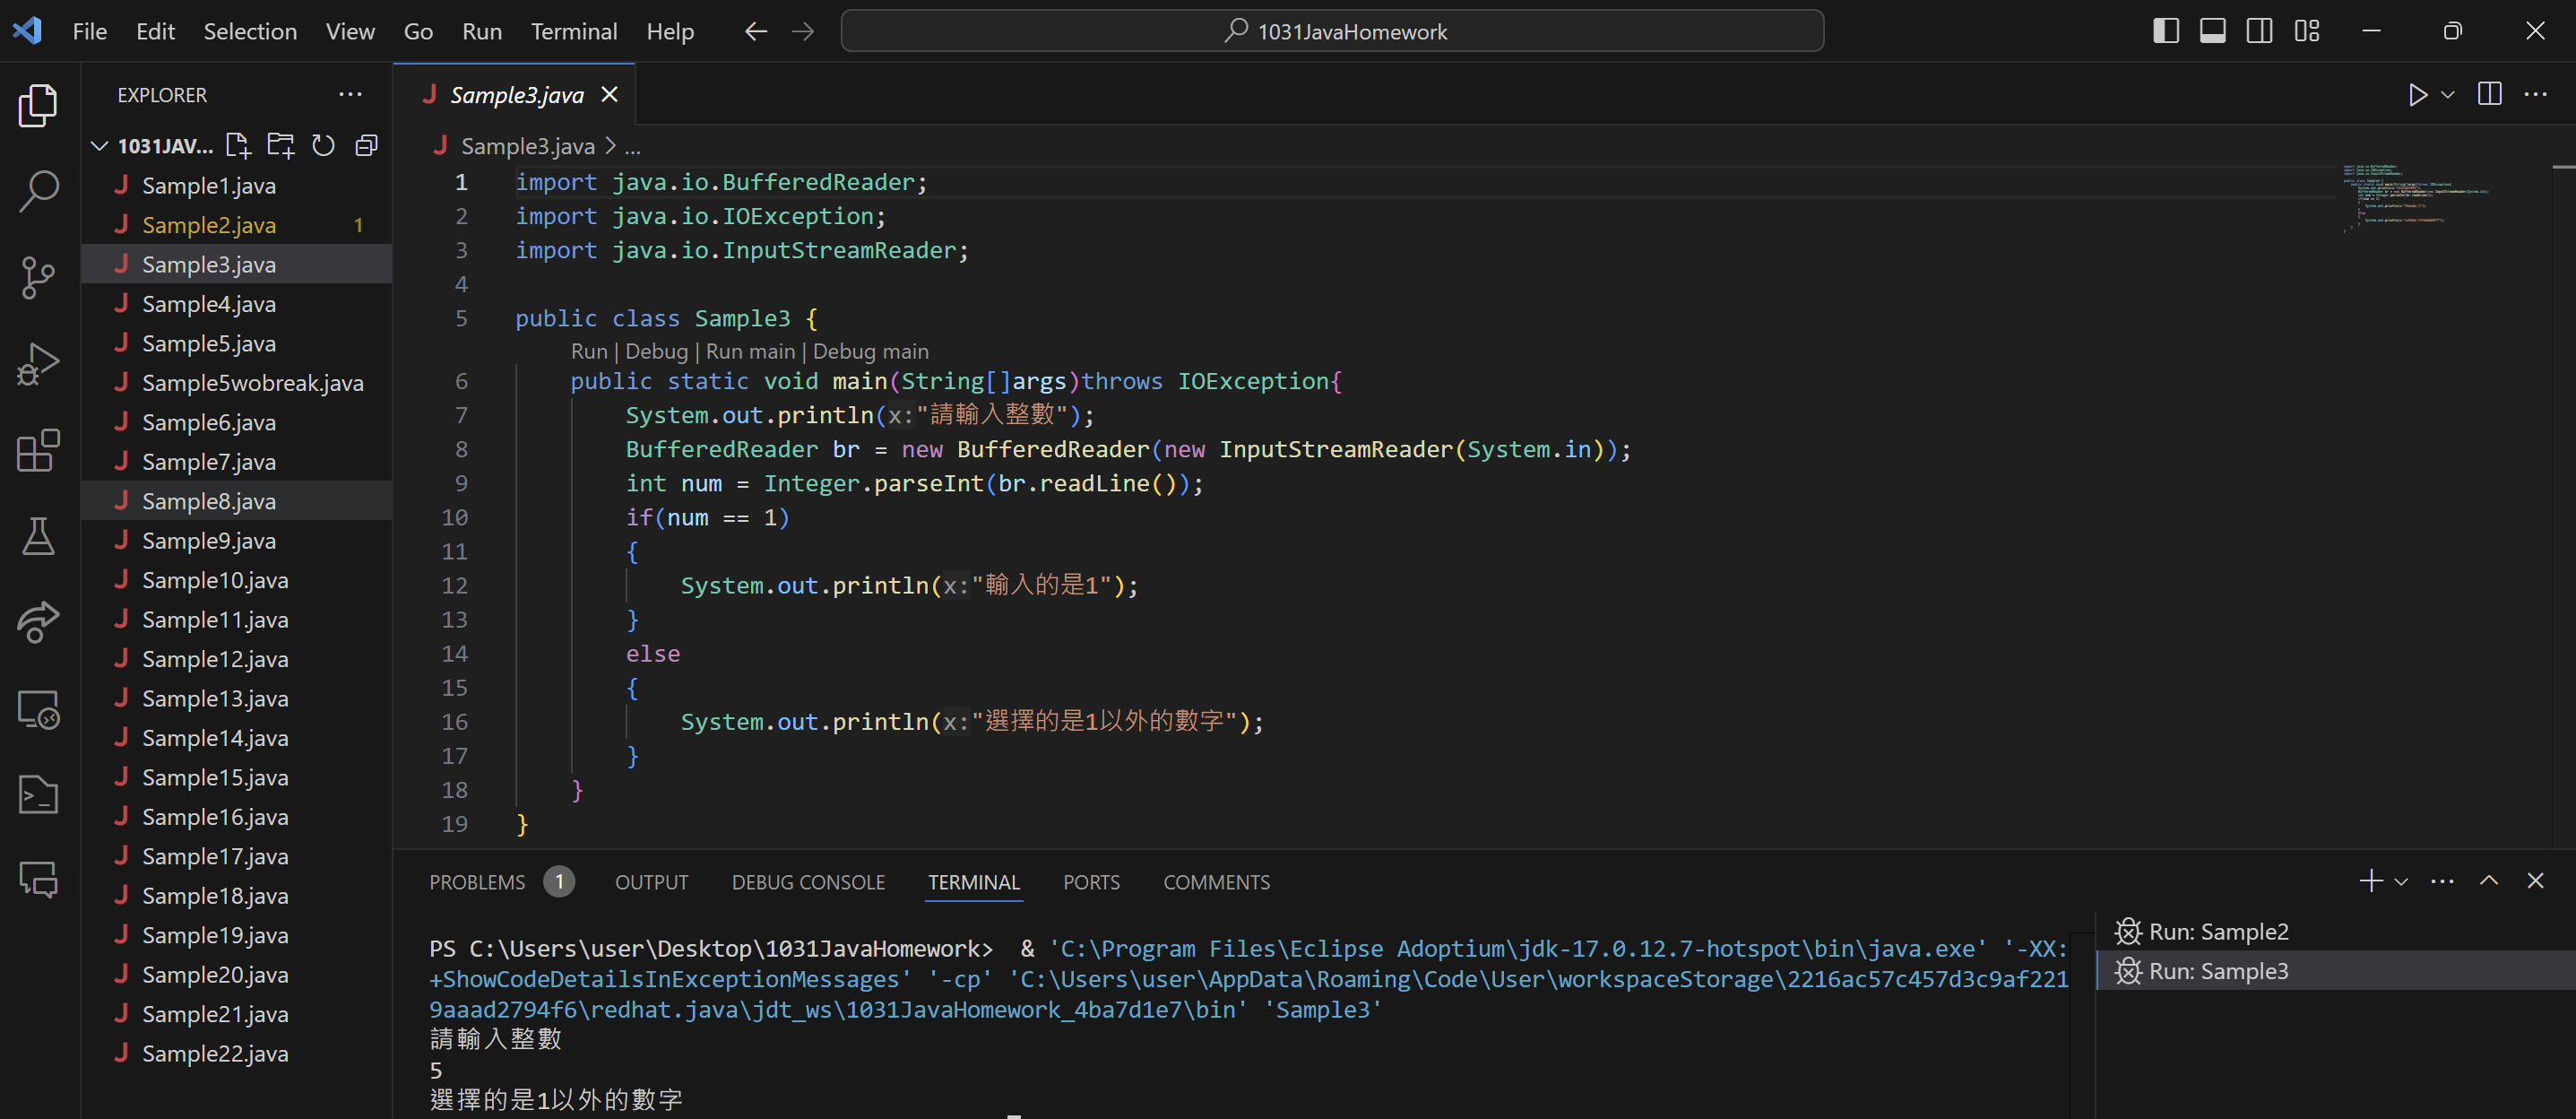 File Edit Selection View Go Run Terminal Help
1031JavaHomework
EXPLORER
1031JAV...
Sample1.java
Sample2.java 1
Sample3.java
Sample4.java
Sample5.java
Sample5wobreak.java
Sample6.java
Sample7.java
Sample8.java
Sample9.java
Sample10.java
Sample11.java
Sample12.java
Sample13.java
Sample14.java
Sample15.java
Sample16.java
Sample17.java
Sample18.java
Sample19.java
Sample20.java
Sample21.java
Sample22.java
J Sample3.java
J Sample3.java > ...
1 import java.io.BufferedReader;
2 import java.io.IOException;
3 import java.io.InputStreamReader;
4
5 public class Sample3 {
Run | Debug | Run main | Debug main
6 public static void main(String[]args)throws IOException{
7 System.out.println(x:"請輸入整數");
8 BufferedReader br = new BufferedReader(new InputStreamReader(System.in));
9 int num = Integer.parseInt(br.readLine());
10 if(num == 1)
11 {
12 System.out.println(x:"輸入的是1");
13 }
14 else
15 {
16 System.out.println(x:"選擇的是1以外的數字");
17 }
18 }
19 }
PROBLEMS 1 OUTPUT DEBUG CONSOLE TERMINAL PORTS COMMENTS
PS C:\Users\user\Desktop\1031JavaHomework> & 'C:\Program Files\Eclipse Adoptium\jdk-17.0.12.7-hotspot\bin\java.exe' '-XX:
+ShowCodeDetailsInExceptionMessages' '-cp' 'C:\Users\user\AppData\Roaming\Code\User\workspaceStorage\2216ac57c457d3c9af221
9aaad2794f6\redhat.java\jdt_ws\1031JavaHomework_4ba7d1e7\bin' 'Sample3'
請輸入整數
5
選擇的是1以外的數字
Run: Sample2
Run: Sample3